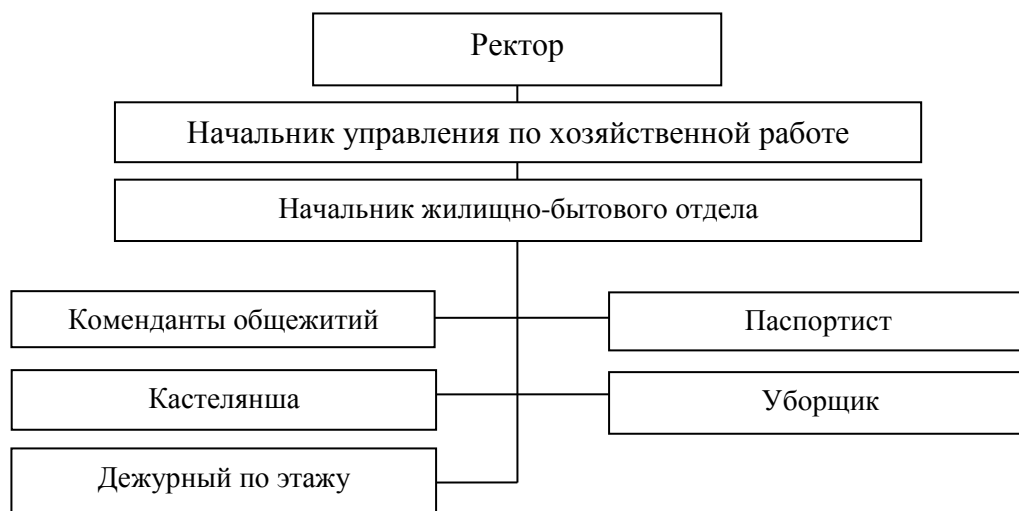 Ректор
Начальник управления по хозяйственной работе
Начальник жилищно-бытового отдела
Коменданты общежитий
Паспортист
Кастелянша
Уборщик
Дежурный по этажу